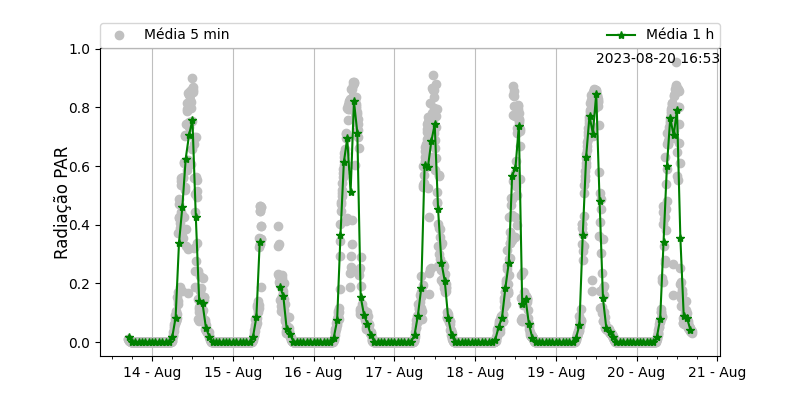 Média 5 min
Média 1 h
2023-08-20 16:53
Radiação PAR
1.0
0.8
0.6
0.4
0.2
0.0
14 - Aug
15 - Aug
16 - Aug
17 - Aug
18 - Aug
19 - Aug
20 - Aug
21 - Aug